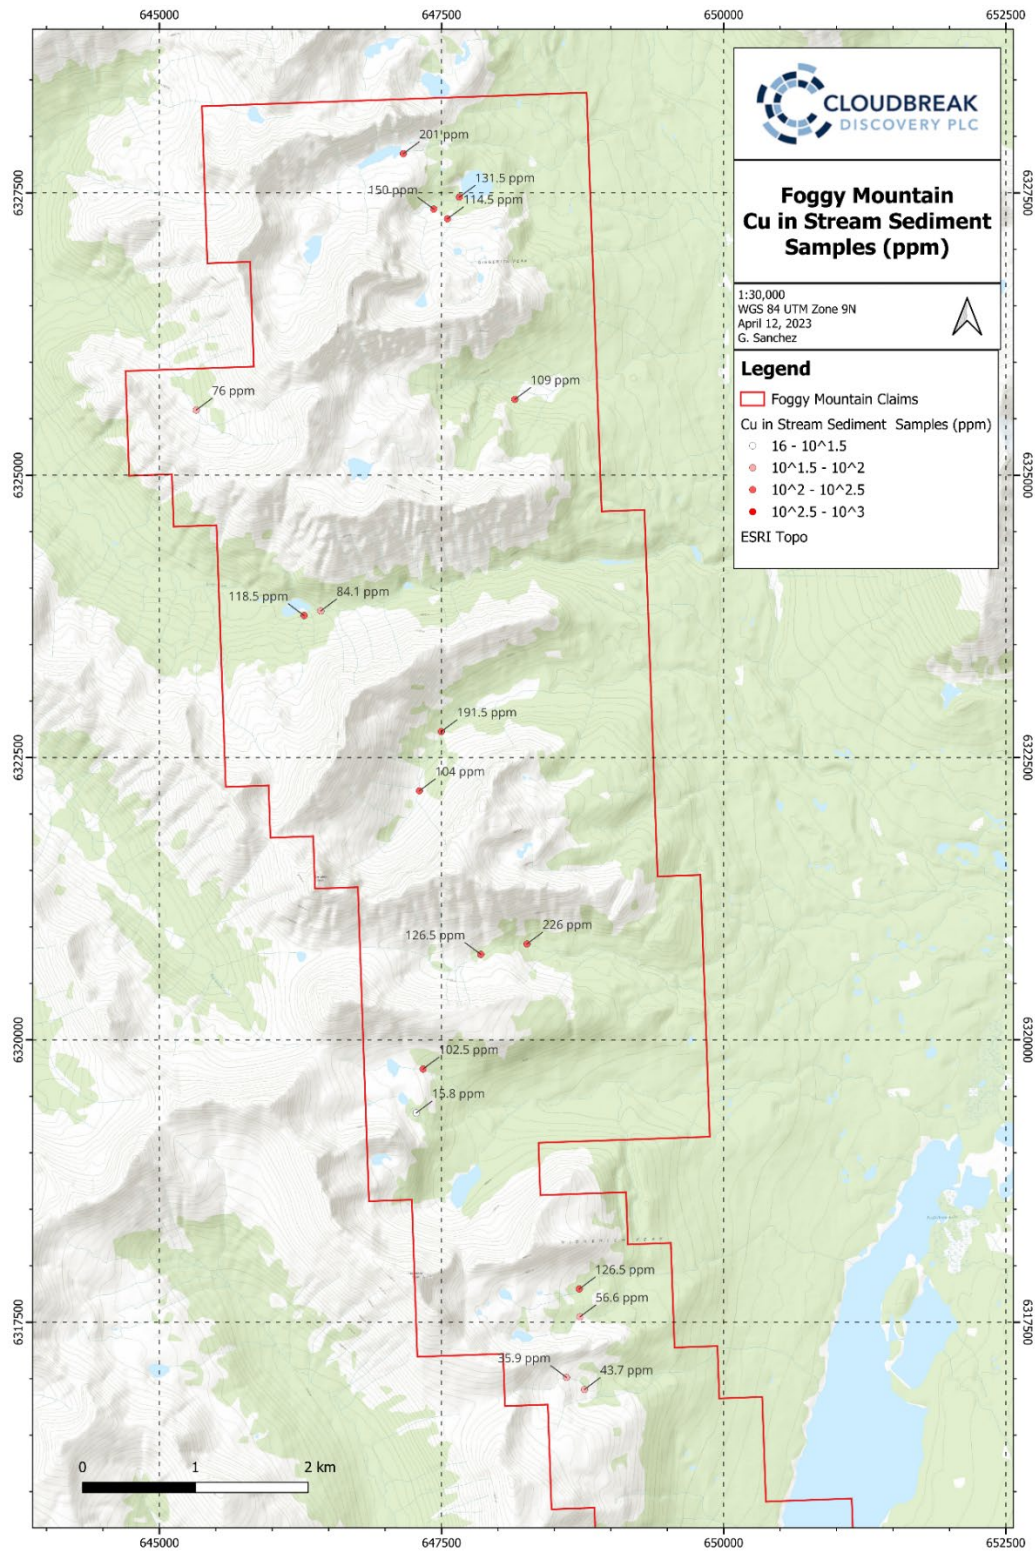 645000
647500
650000
652500
CLOUDBREAK
DISCOVERY PLC
Foggy Mountain
Cu in Stream Sediment
Samples (ppm)
1:30,000
WGS 84 UTM Zone 9N
April 12, 2023
G. Sanchez
Legend
Foggy Mountain Claims
Cu in Stream Sediment Samples (ppm)
16 - 10^1.5
10^1.5 - 10^2
10^2 - 10^2.5
10^2.5 - 10^3
ESRI Topo
201 ppm
131.5 ppm
150 ppm
114.5 ppm
6327500
6327500
109 ppm
76 ppm
6325000
6325000
84.1 ppm
118.5 ppm
191.5 ppm
6322500
6322500
104 ppm
226 ppm
126.5 ppm
6320000
6320000
102.5 ppm
15.8 ppm
126.5 ppm
56.6 ppm
6317500
6317500
35.9 ppm
43.7 ppm
0 1 2 km
645000
647500
650000
652500